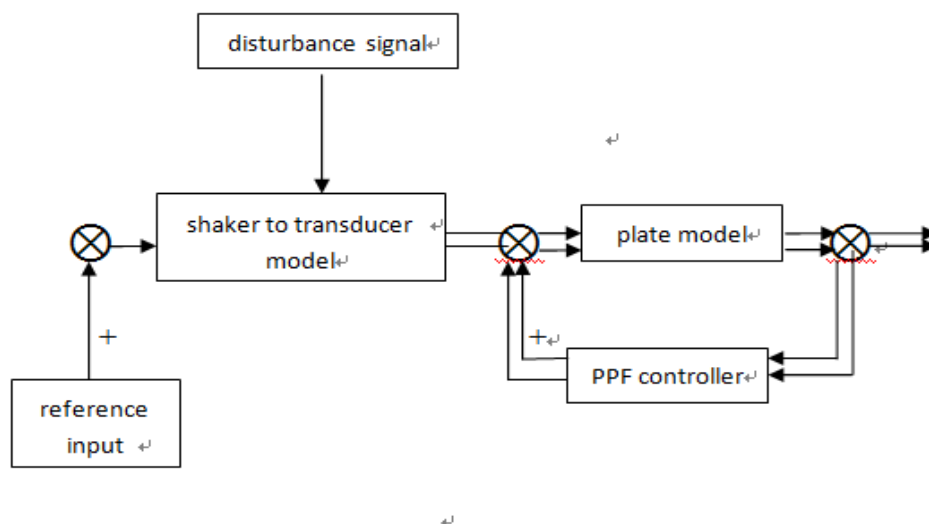 disturbance signal↵
↵
shaker to transducer ↵
model↵
plate model↵
↵
+
+↵
PPF controller↵
reference
input ↵
↵